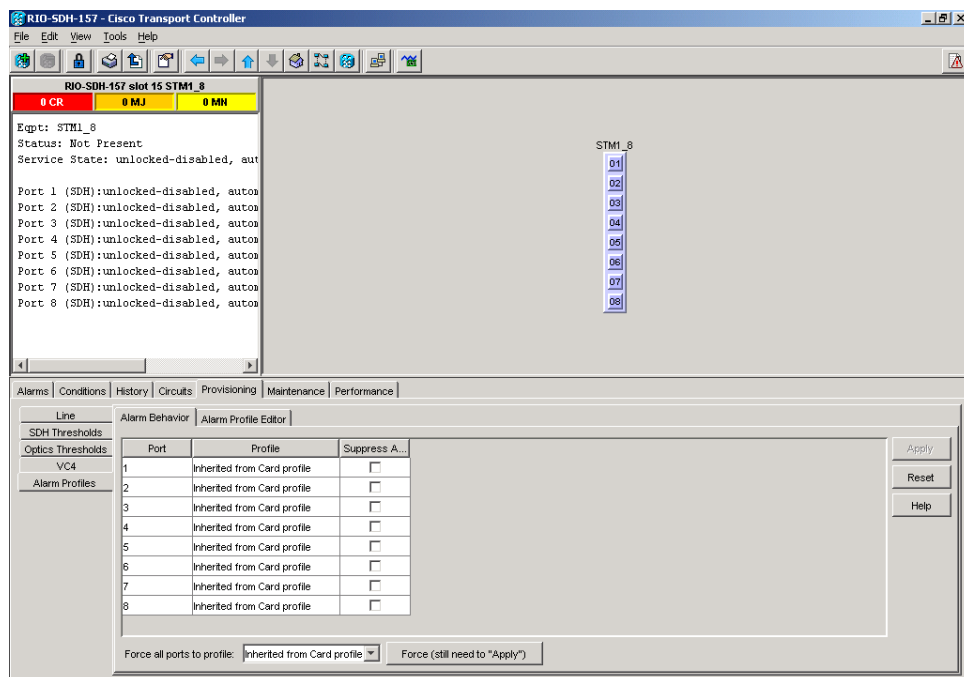 RIO-SDH-157 - Cisco Transport Controller
File Edit View Tools Help
RIO-SDH-157 slot 15 STM1_8
0 CR 0 MJ 0 MN
Eqpt: STM1_8
Status: Not Present
Service State: unlocked-disabled, aut
Port 1 (SDH):unlocked-disabled, autom
Port 2 (SDH):unlocked-disabled, autom
Port 3 (SDH):unlocked-disabled, autom
Port 4 (SDH):unlocked-disabled, autom
Port 5 (SDH):unlocked-disabled, autom
Port 6 (SDH):unlocked-disabled, autom
Port 7 (SDH):unlocked-disabled, autom
Port 8 (SDH):unlocked-disabled, autom
STM1_8
01
02
03
04
05
06
07
08
Alarms Conditions History Circuits Provisioning Maintenance Performance
Line
SDH Thresholds
Optics Thresholds
VC4
Alarm Profiles
Alarm Behavior Alarm Profile Editor
Port Profile Suppress A...
1 Inherited from Card profile
2 Inherited from Card profile
3 Inherited from Card profile
4 Inherited from Card profile
5 Inherited from Card profile
6 Inherited from Card profile
7 Inherited from Card profile
8 Inherited from Card profile
Force all ports to profile: Inherited from Card profile Force (still need to "Apply")
Apply
Reset
Help